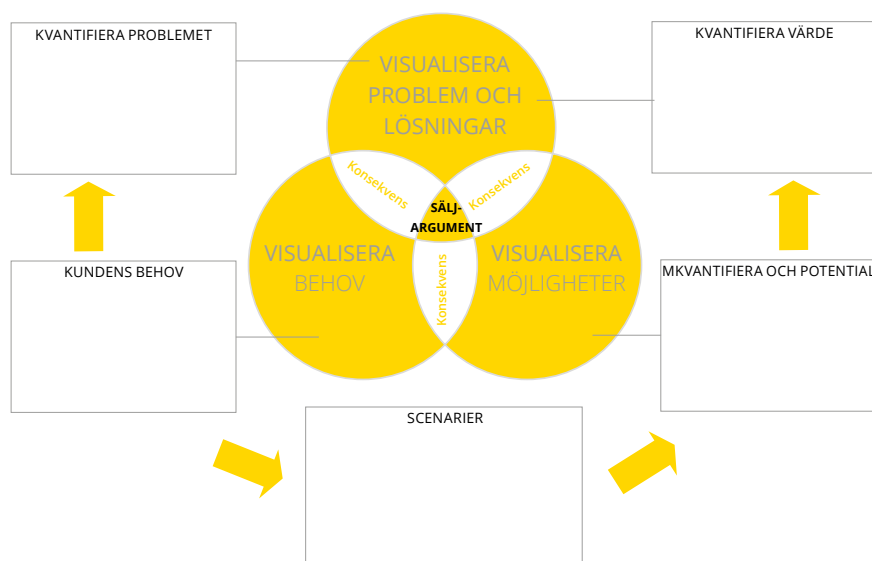 KVANTIFIERA PROBLEMET
KVANTIFIERA VÄRDE
VISUALISERA
PROBLEM OCH
LÖSNINGAR
Konsekvens
Konsekvens
SÄLJ-
ARGUMENT
VISUALISERA
BEHOV
VISUALISERA
MÖJLIGHETER
Konsekvens
KUNDENS BEHOV
MKVANTIFIERA OCH POTENTIAL
SCENARIER